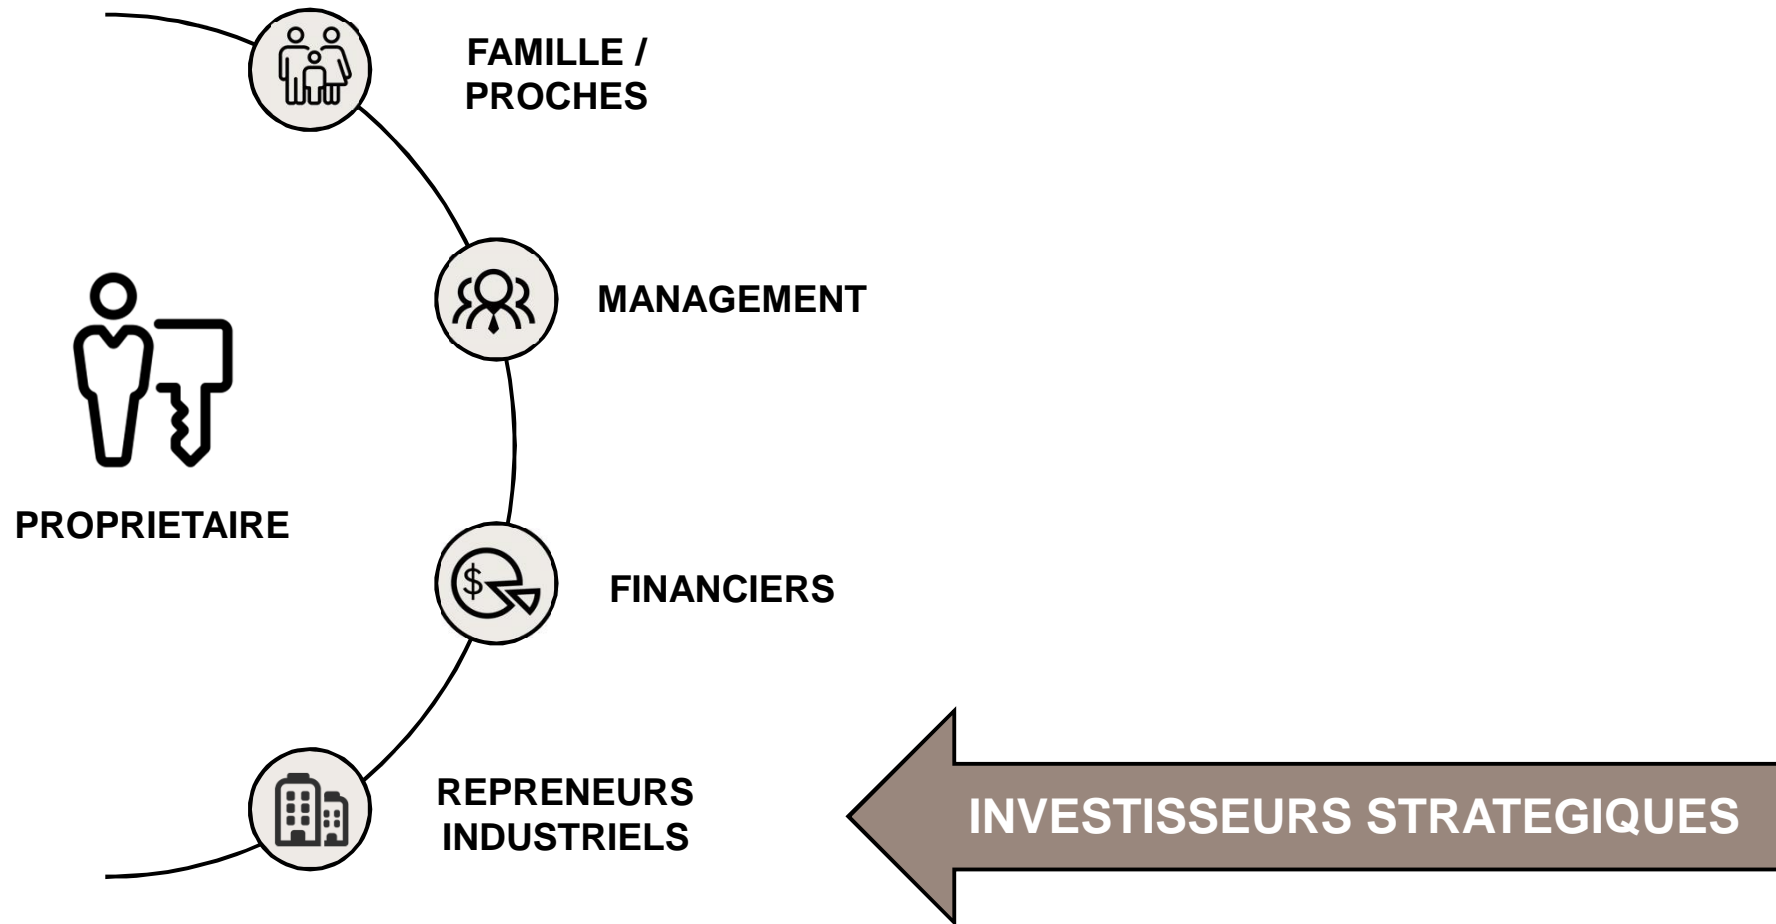 FAMILLE /
PROCHES
MANAGEMENT
PROPRIETAIRE
$
FINANCIERS
REPRENEURS
INDUSTRIELS
INVESTISSEURS STRATEGIQUES